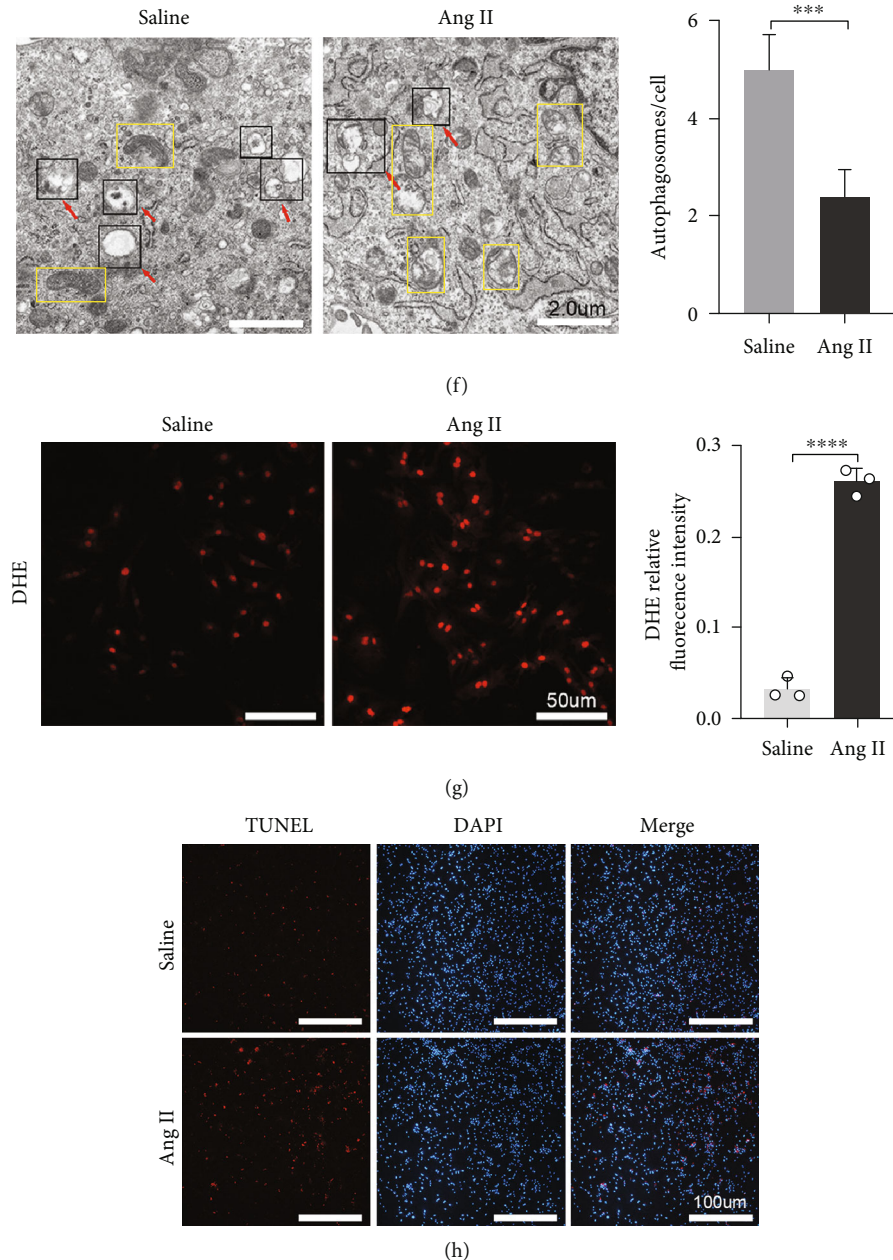 Saline
Ang II
2.0um
Autophagosomes/cell
6
4
2
0
***
Saline
Ang II
(f)
Saline
Ang II
DHE
50um
DHE relative
fluorecence intensity
0.3
0.2
0.1
0.0
****
Saline
Ang II
(g)
TUNEL
DAPI
Merge
Saline
Ang II
100um
(h)